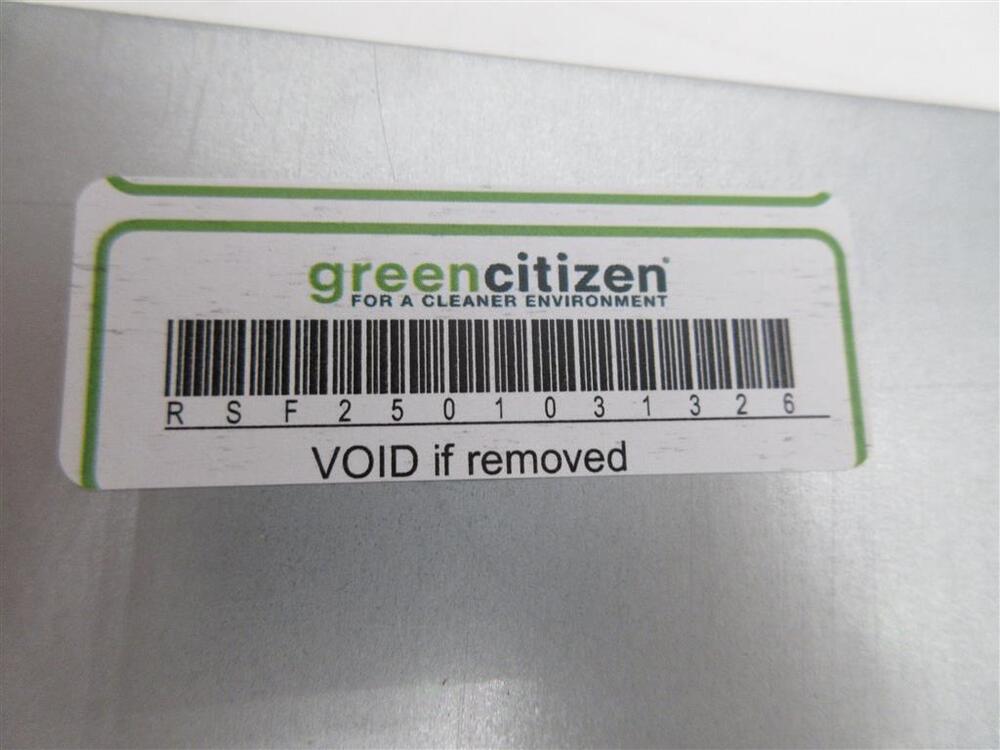 greencitizen
FOR A CLEANER ENVIRONMENT
RSF2501031326
VOID if removed